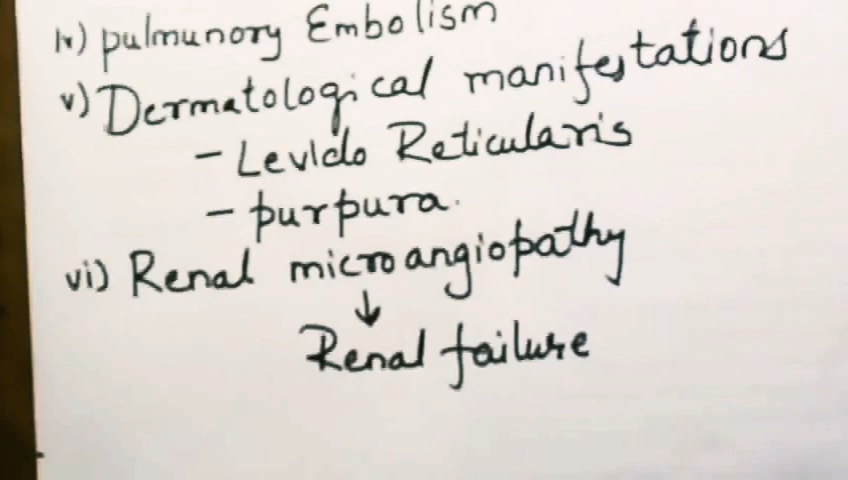 iv) pulmunory Embolism
v) Dermatological manifestations
- Levido Reticularis
- purpura.
vi) Renal microangiopathy
↓
Renal failure